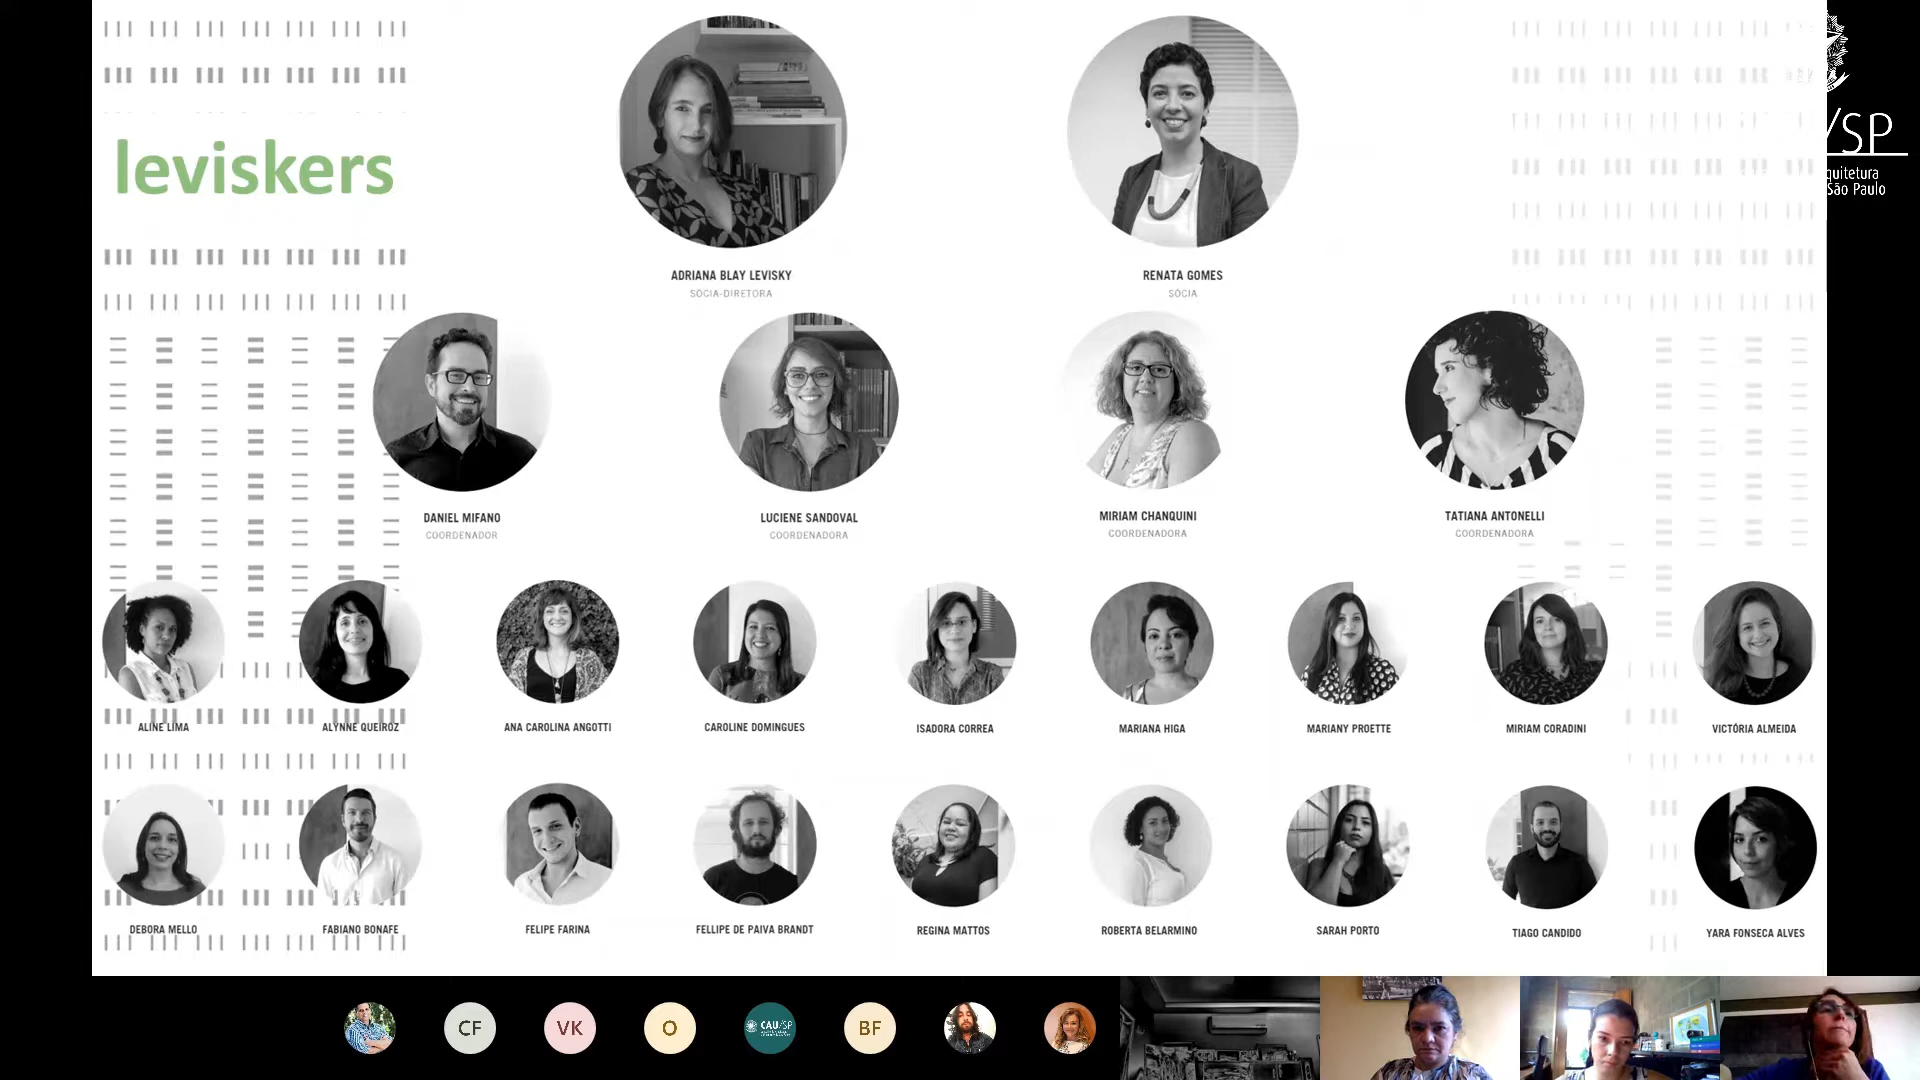 leviskers
/SP
quitetura
São Paulo
ADRIANA BLAY LEVISKY
SÓCIA-DIRETORA
RENATA GOMES
SÓCIA
DANIEL MIFANO
COORDENADOR
LUCIENE SANDOVAL
COORDENADORA
MIRIAM CHANQUINI
COORDENADORA
TATIANA ANTONELLI
COORDENADORA
ALINE LIMA
ALYNNE QUEIROZ
ANA CAROLINA ANGOTTI
CAROLINE DOMINGUES
ISADORA CORREA
MARIANA HIGA
MARIANY PROETTE
MIRIAM CORADINI
VICTÓRIA ALMEIDA
DEBORA MELLO
FABIANO BONAFE
FELIPE FARINA
FELLIPE DE PAIVA BRANDT
REGINA MATTOS
ROBERTA BELARMINO
SARAH PORTO
TIAGO CANDIDO
YARA FONSECA ALVES
CF
VK
O
CAU/SP
BF